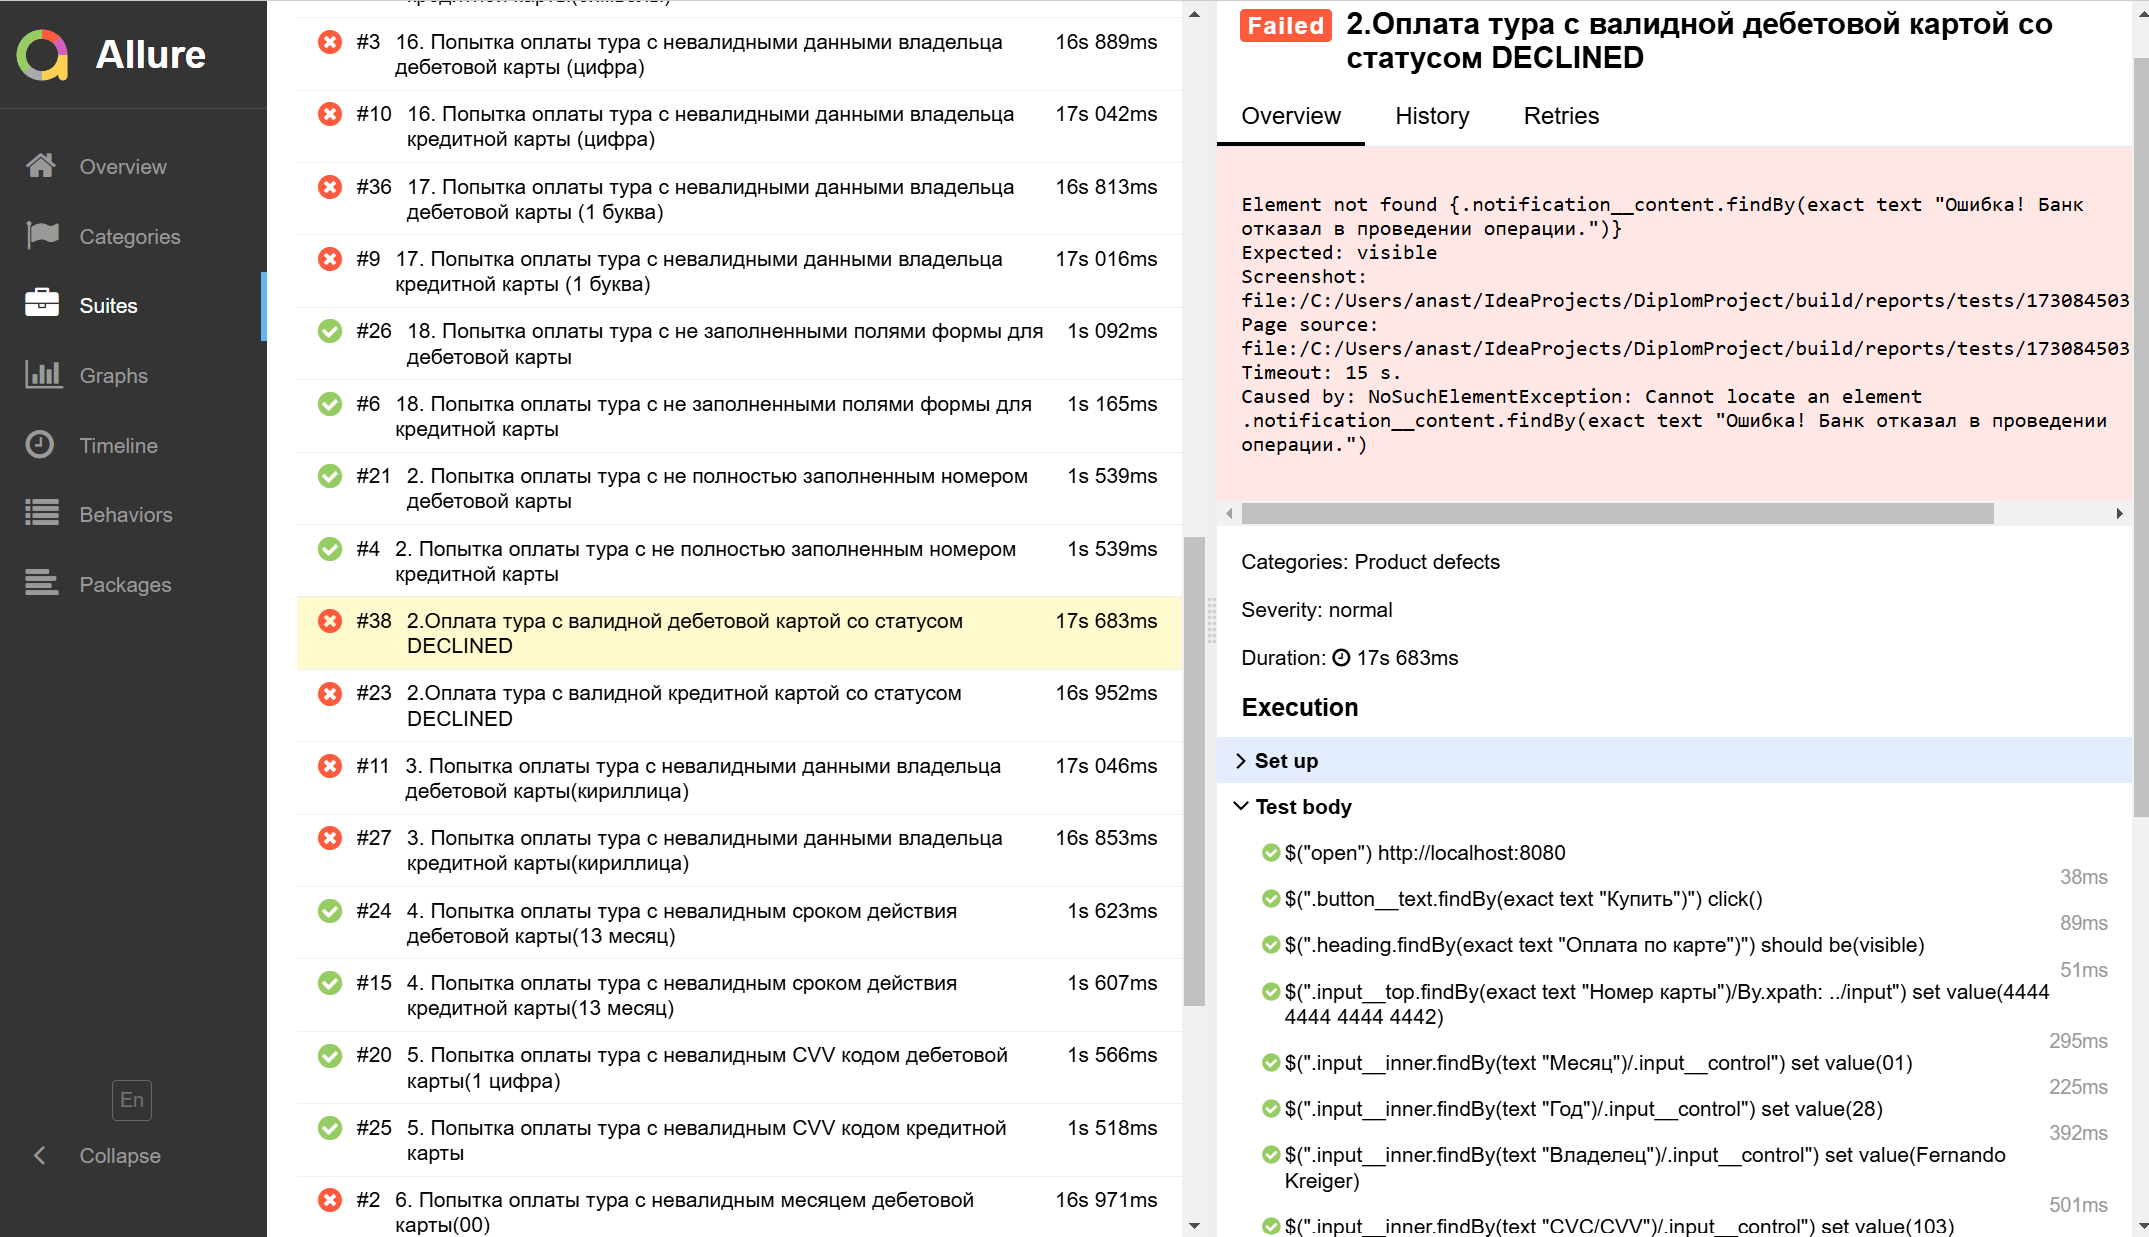 Allure
Overview
Categories
Suites
Graphs
Timeline
Behaviors
Packages
En
Collapse
#3 16. Попытка оплаты тура с невалидными данными владельца 16s 889ms
дебетовой карты (цифра)
#10 16. Попытка оплаты тура с невалидными данными владельца 17s 042ms
кредитной карты (цифра)
#36 17. Попытка оплаты тура с невалидными данными владельца 16s 813ms
дебетовой карты (1 буква)
#9 17. Попытка оплаты тура с невалидными данными владельца 17s 016ms
кредитной карты (1 буква)
#26 18. Попытка оплаты тура с не заполненными полями формы для 1s 092ms
дебетовой карты
#6 18. Попытка оплаты тура с не заполненными полями формы для 1s 165ms
кредитной карты
#21 2. Попытка оплаты тура с не полностью заполненным номером 1s 539ms
дебетовой карты
#4 2. Попытка оплаты тура с не полностью заполненным номером 1s 539ms
кредитной карты
#38 2.Оплата тура с валидной дебетовой картой со статусом 17s 683ms
DECLINED
#23 2.Оплата тура с валидной кредитной картой со статусом 16s 952ms
DECLINED
#11 3. Попытка оплаты тура с невалидными данными владельца 17s 046ms
дебетовой карты(кириллица)
#27 3. Попытка оплаты тура с невалидными данными владельца 16s 853ms
кредитной карты(кириллица)
#24 4. Попытка оплаты тура с невалидным сроком действия 1s 623ms
дебетовой карты(13 месяц)
#15 4. Попытка оплаты тура с невалидным сроком действия 1s 607ms
кредитной карты(13 месяц)
#20 5. Попытка оплаты тура с невалидным CVV кодом дебетовой 1s 566ms
карты(1 цифра)
#25 5. Попытка оплаты тура с невалидным CVV кодом кредитной 1s 518ms
карты
#2 6. Попытка оплаты тура с невалидным месяцем дебетовой 16s 971ms
карты(00)
Failed 2.Оплата тура с валидной дебетовой картой со
статусом DECLINED
Overview History Retries
Element not found {.notification__content.findBy(exact text "Ошибка! Банк
отказал в проведении операции.")}
Expected: visible
Screenshot:
file:/C:/Users/anast/IdeaProjects/DiplomProject/build/reports/tests/173084503
Page source:
file:/C:/Users/anast/IdeaProjects/DiplomProject/build/reports/tests/173084503
Timeout: 15 s.
Caused by: NoSuchElementException: Cannot locate an element
.notification__content.findBy(exact text "Ошибка! Банк отказал в проведении
операции.")
Categories: Product defects
Severity: normal
Duration: 17s 683ms
Execution
Set up
Test body
$("open") http://localhost:8080
38ms
$(".button__text.findBy(exact text "Купить")") click()
89ms
$(".heading.findBy(exact text "Оплата по карте")") should be(visible)
51ms
$(".input__top.findBy(exact text "Номер карты")/By.xpath: ../input") set value(4444
4444 4444 4442)
295ms
$(".input__inner.findBy(text "Месяц")/.input__control") set value(01)
225ms
$(".input__inner.findBy(text "Год")/.input__control") set value(28)
392ms
$(".input__inner.findBy(text "Владелец")/.input__control") set value(Fernando
Kreiger)
501ms
$(".input__inner.findBy(text "CVC/CVV")/.input__control") set value(103)